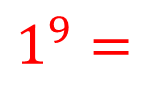 1⁹ =